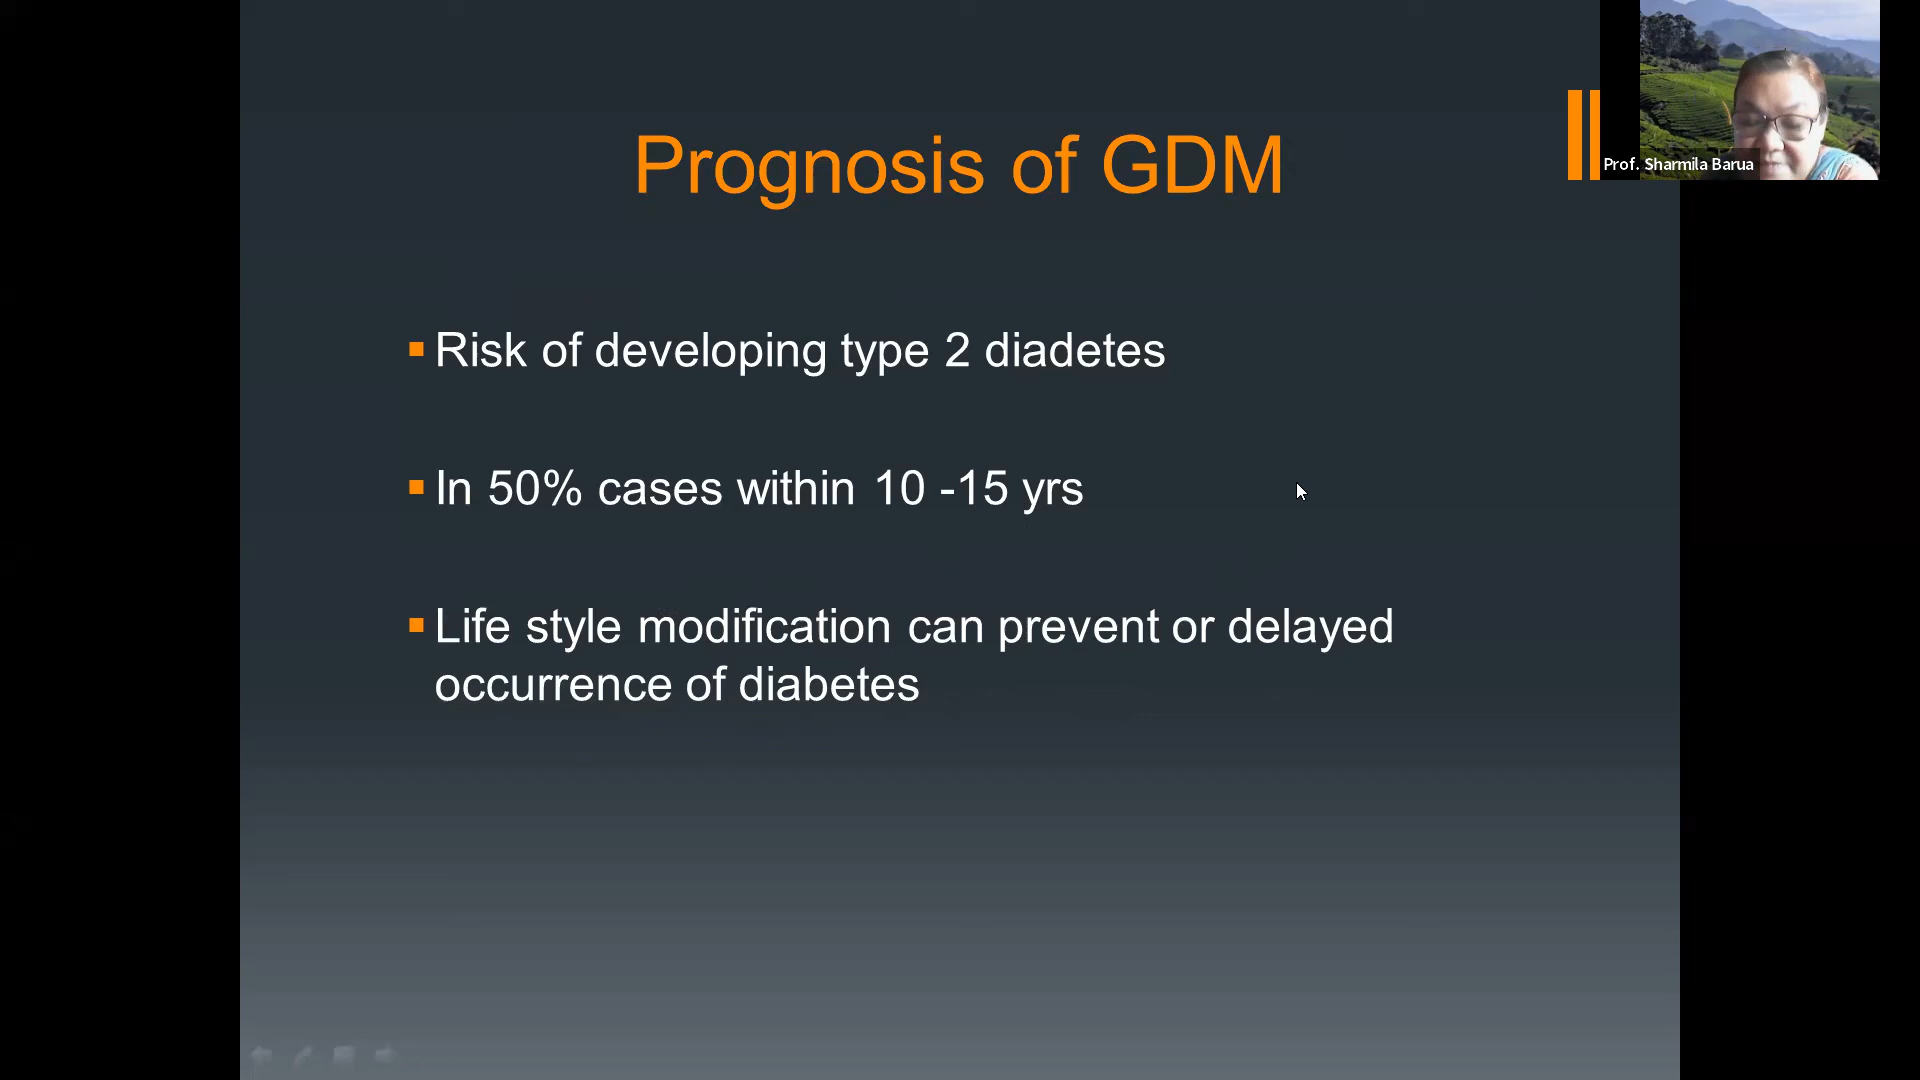 Prognosis of GDM
Prof. Sharmila Barua
Risk of developing type 2 diadetes
In 50% cases within 10 -15 yrs
Life style modification can prevent or delayed
occurrence of diabetes